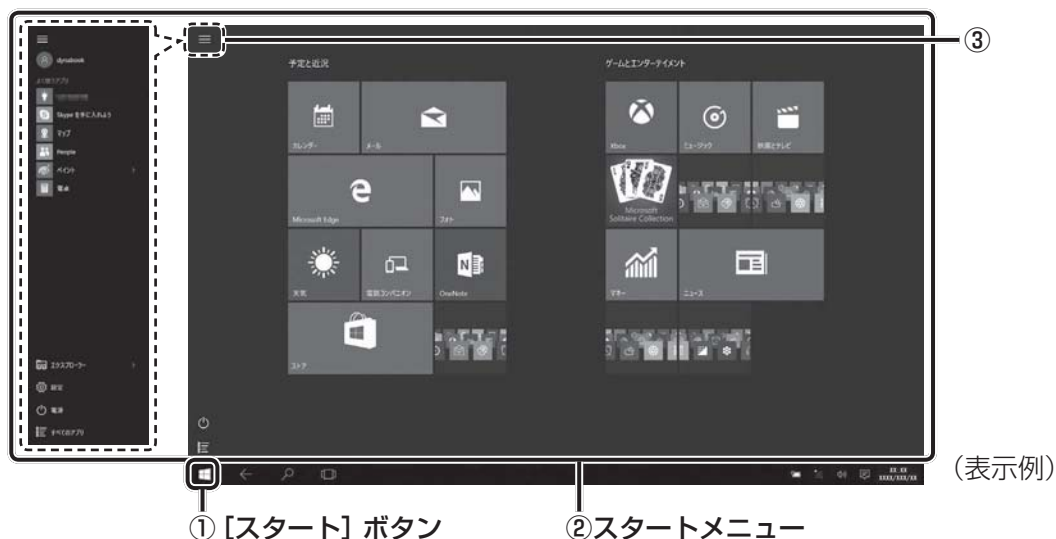 ③
dynabook
よく使うアプリ
Skype を手に入れよう
マップ
People
ペイント
電卓
エクスプローラー
設定
電源
すべてのアプリ
予定と近況
カレンダー
メール
Microsoft Edge
フォト
天気
電話コンパニオン
OneNote
ストア
ゲームとエンターテイメント
Xbox
ミュージック
映画とテレビ
Microsoft
Solitaire Collection
マネー
ニュース
XX:XX
XXXX/XXX/XX
(表示例)
①[スタート]ボタン
②スタートメニュー